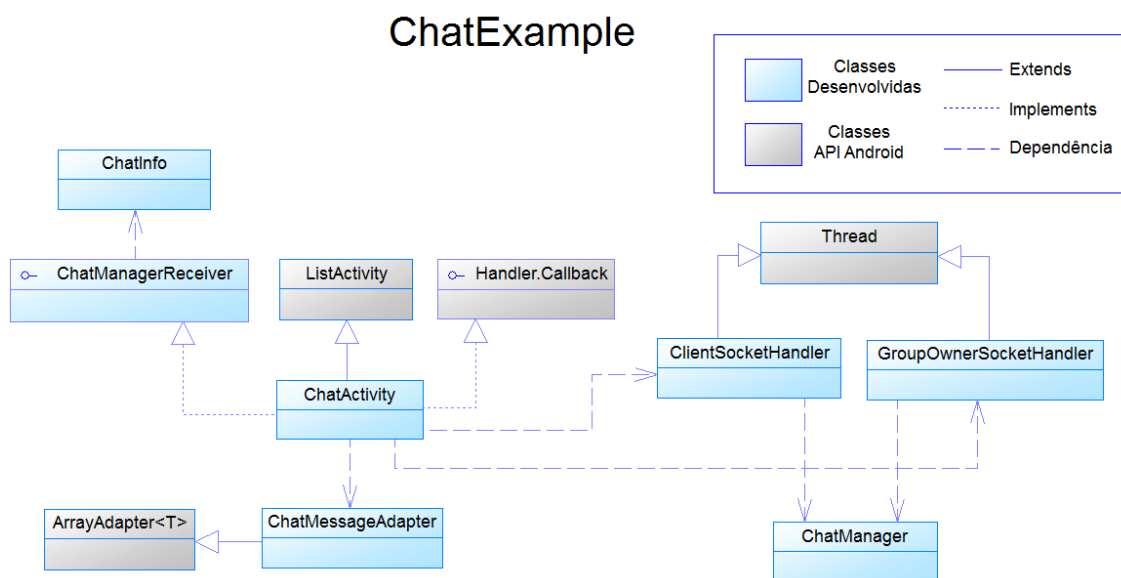 ChatExample
Classes
Desenvolvidas
Extends
Implements
Classes
API Android
Dependência
ChatInfo
ChatManagerReceiver
ListActivity
Handler.Callback
Thread
ClientSocketHandler
GroupOwnerSocketHandler
ChatActivity
ArrayAdapter<T>
ChatMessageAdapter
ChatManager